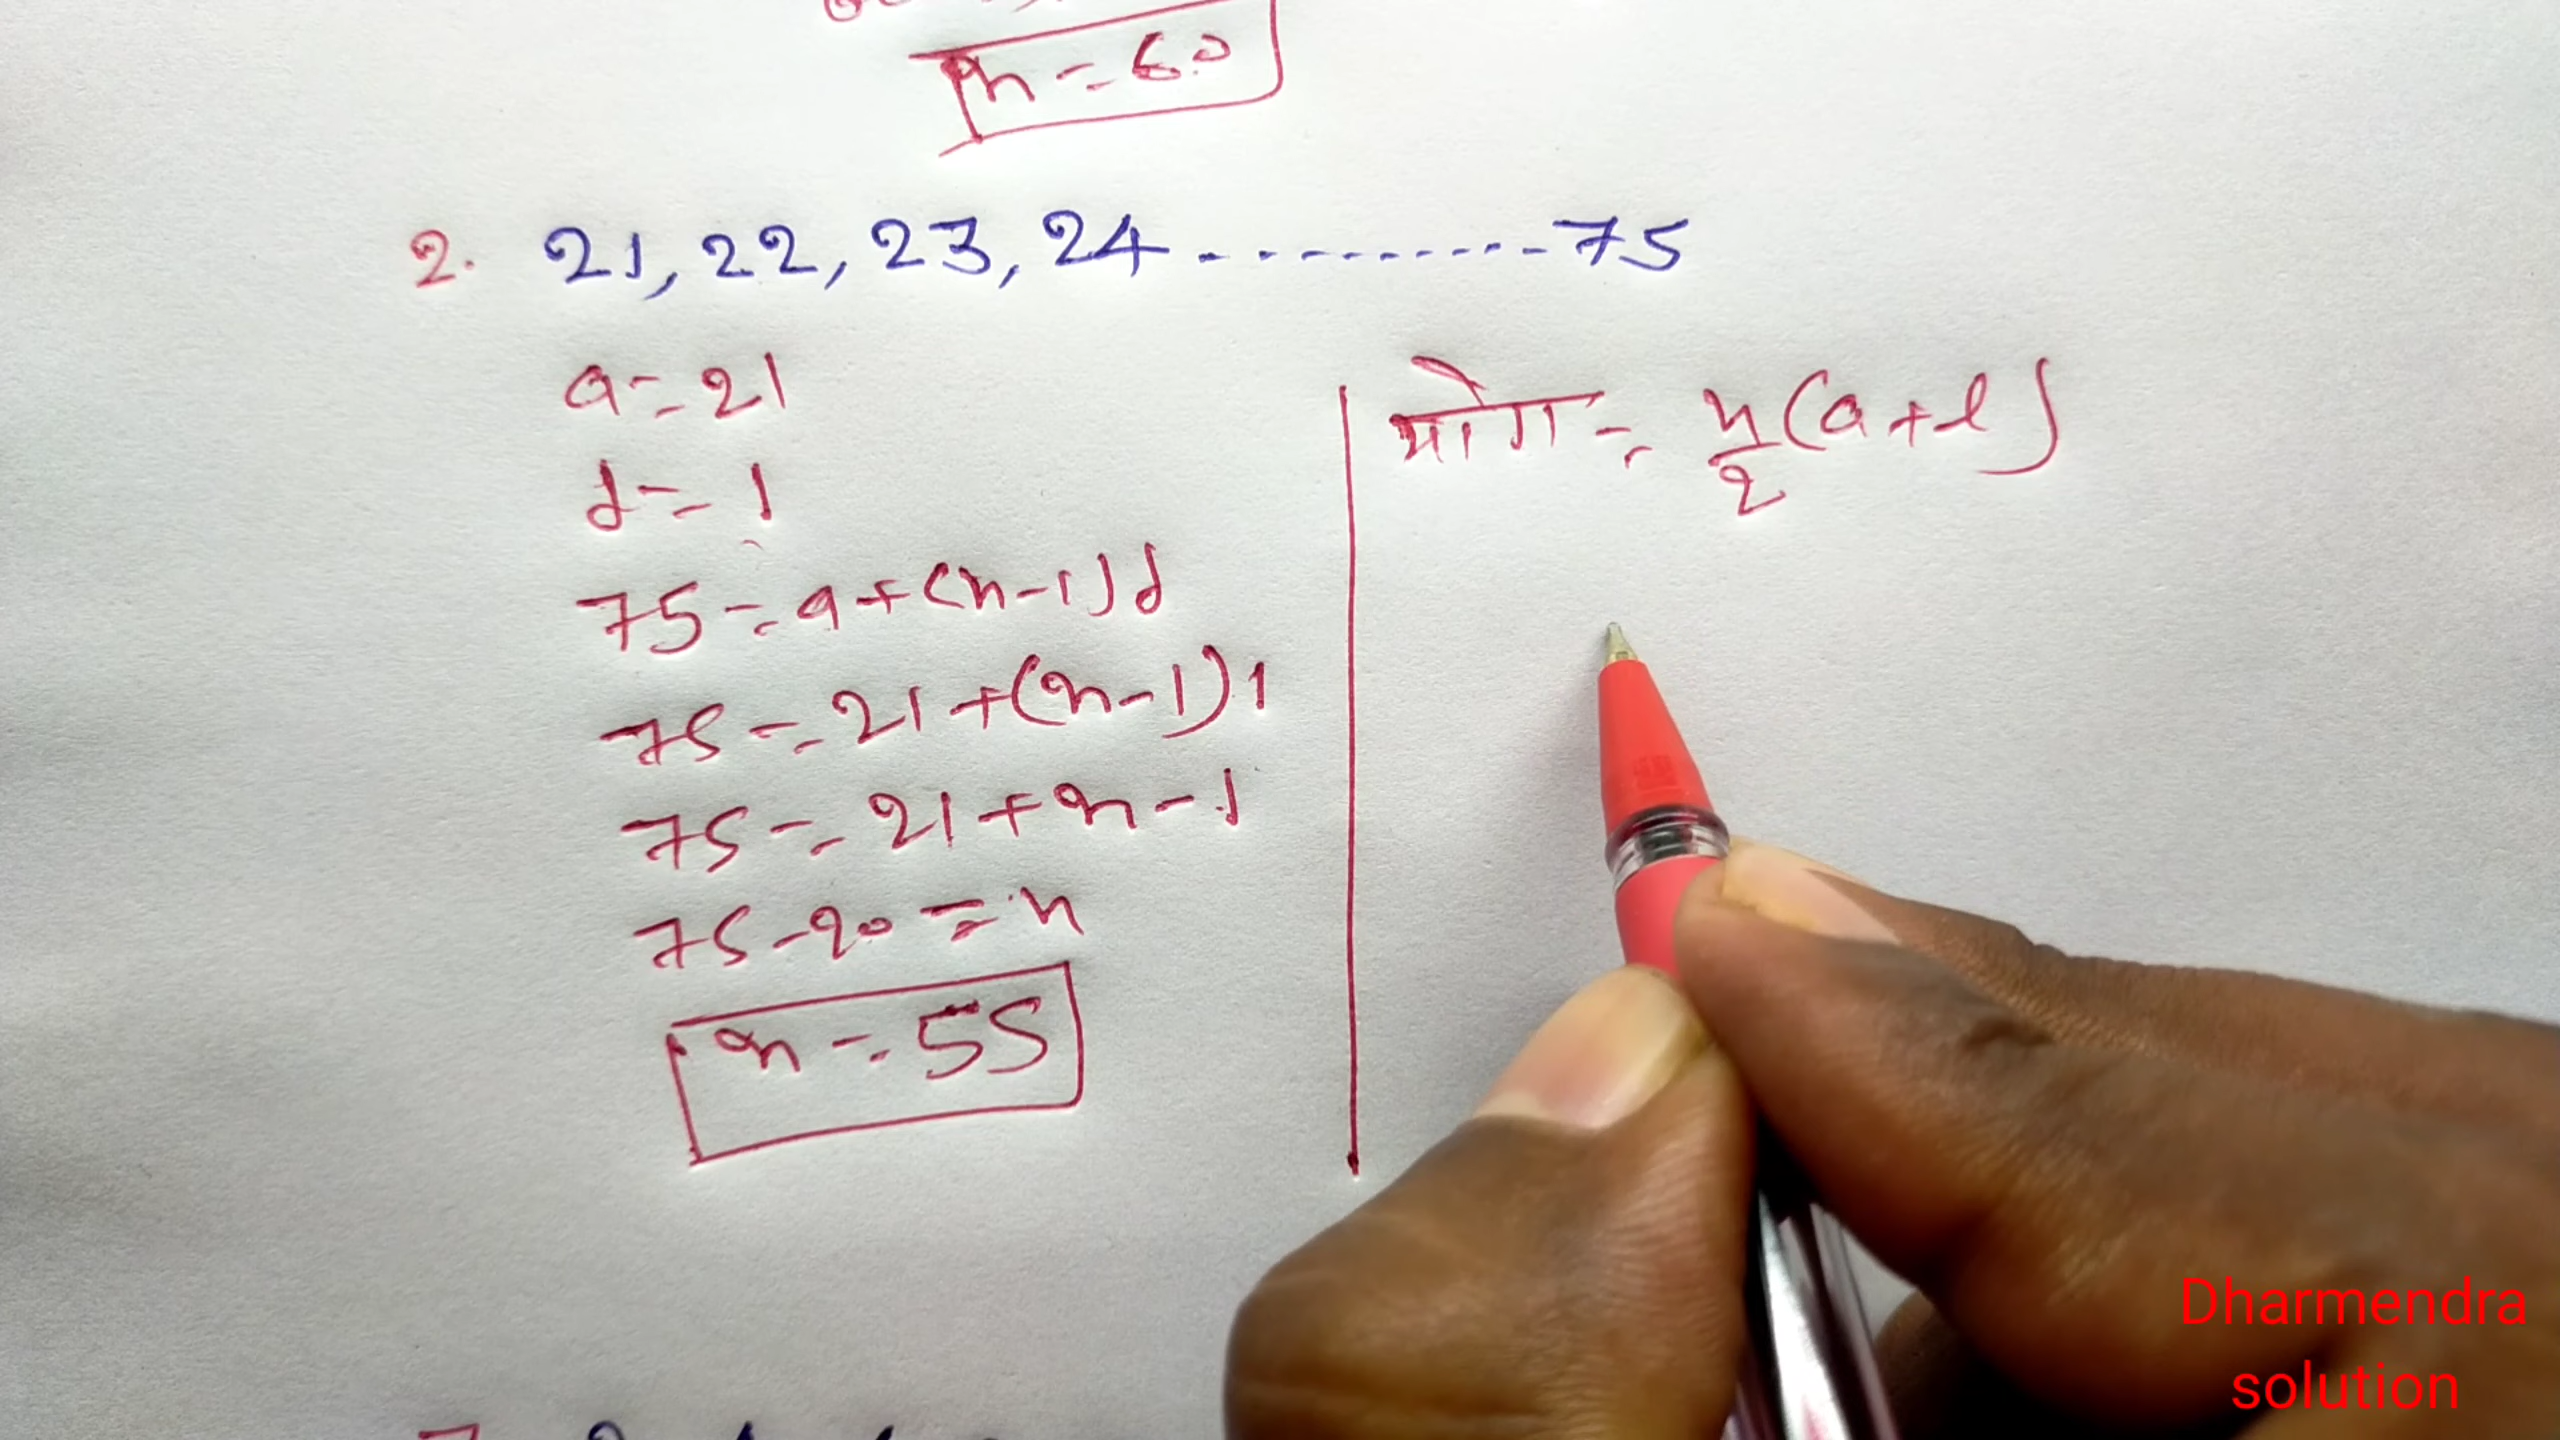 n = 60
2. 21, 22, 23, 24 .......... 75
a = 21
d = 1
75 = a + (n-1)d
75 = 21 + (n-1)1
75 = 21 + n - 1
75 - 20 = n
n = 55
योग = n/2 (a + l)
Dharmendra
solution